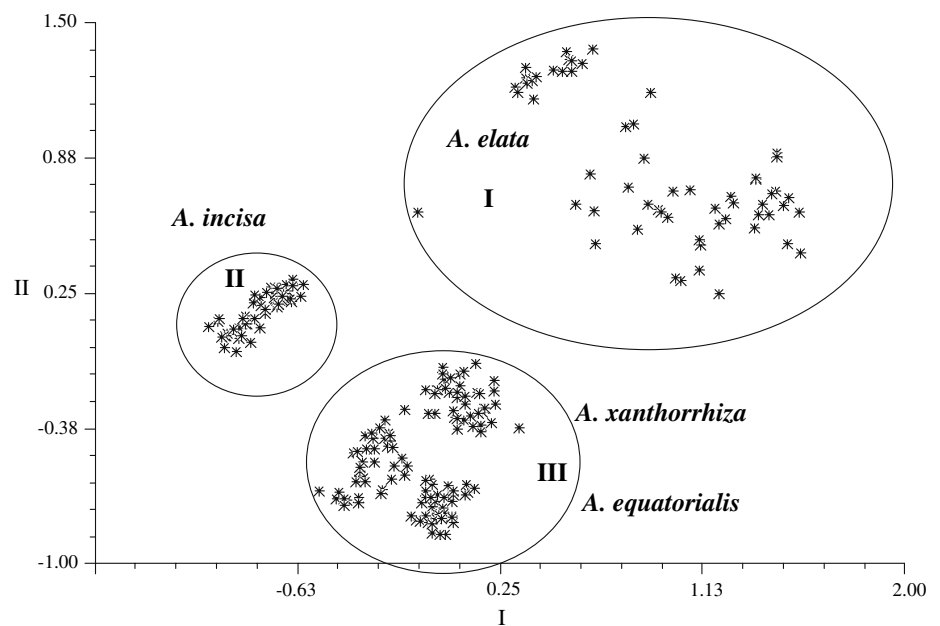 1.50
0.88
A. elata
I
A. incisa
II
II 0.25
A. xanthorrhiza
-0.38
III
A. equatorialis
-1.00
-0.63 0.25 1.13 2.00
I